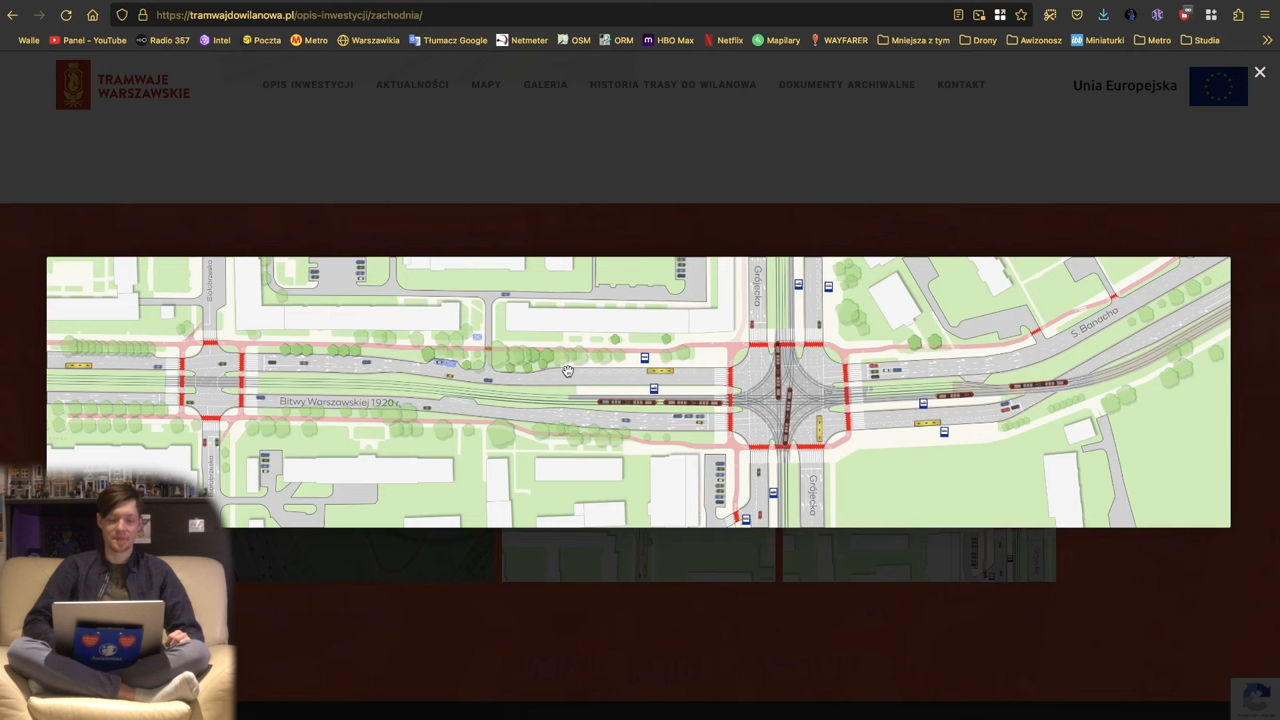 https://tramwajdowilanowa.pl/opis-inwestycji/zachodnia/
Walle Panel - YouTube Radio 357 Intel Poczta Metro Warszawikia Tłumacz Google Netmeter OSM ORM HBO Max Netflix Mapilary WAYFARER Mniejsza z tym Drony Awizonosz Miniaturki Metro Studia
TRAMWAJE
WARSZAWSKIE
OPIS INWESTYCJI AKTUALNOŚCI MAPY GALERIA HISTORIA TRASY DO WILANOWA DOKUMENTY ARCHIWALNE KONTAKT
Unia Europejska
Grójecka
S. Banacha
Bitwy Warszawskiej 1920 r.
Grójecka